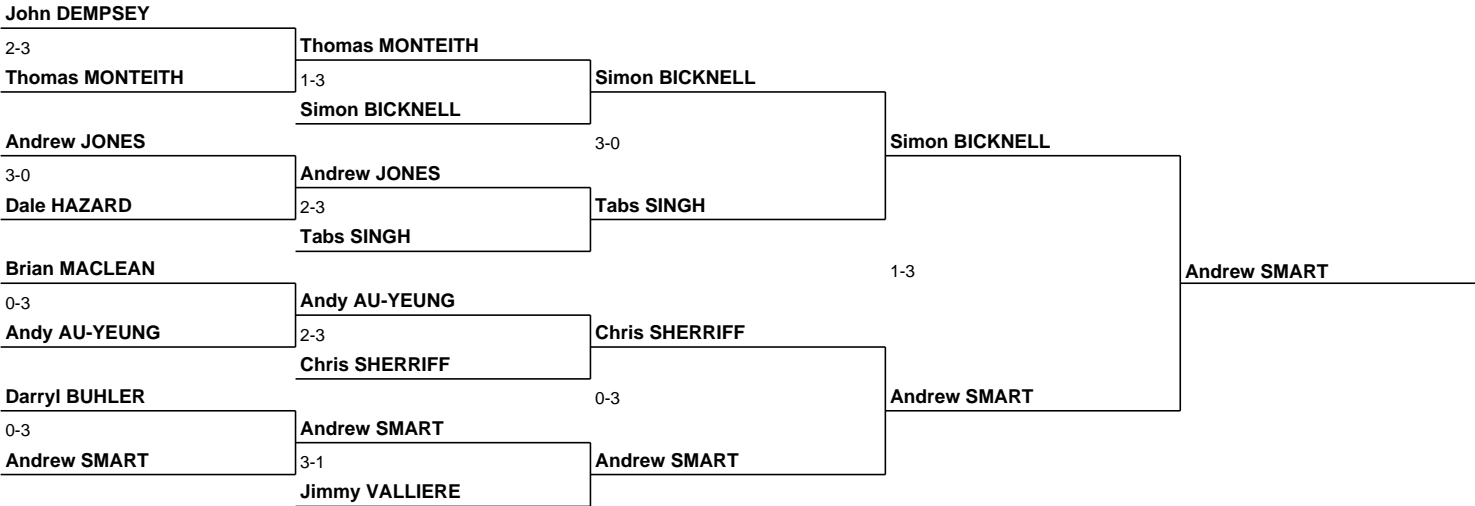 John DEMPSEY
2-3
Thomas MONTEITH
Thomas MONTEITH
1-3
Simon BICKNELL
Simon BICKNELL
Andrew JONES
3-0
Simon BICKNELL
3-0
Andrew JONES
Dale HAZARD
2-3
Tabs SINGH
Tabs SINGH
Brian MACLEAN
1-3
Andrew SMART
0-3
Andy AU-YEUNG
Andy AU-YEUNG
2-3
Chris SHERRIFF
Chris SHERRIFF
Darryl BUHLER
0-3
Andrew SMART
0-3
Andrew SMART
Andrew SMART
3-1
Andrew SMART
Jimmy VALLIERE